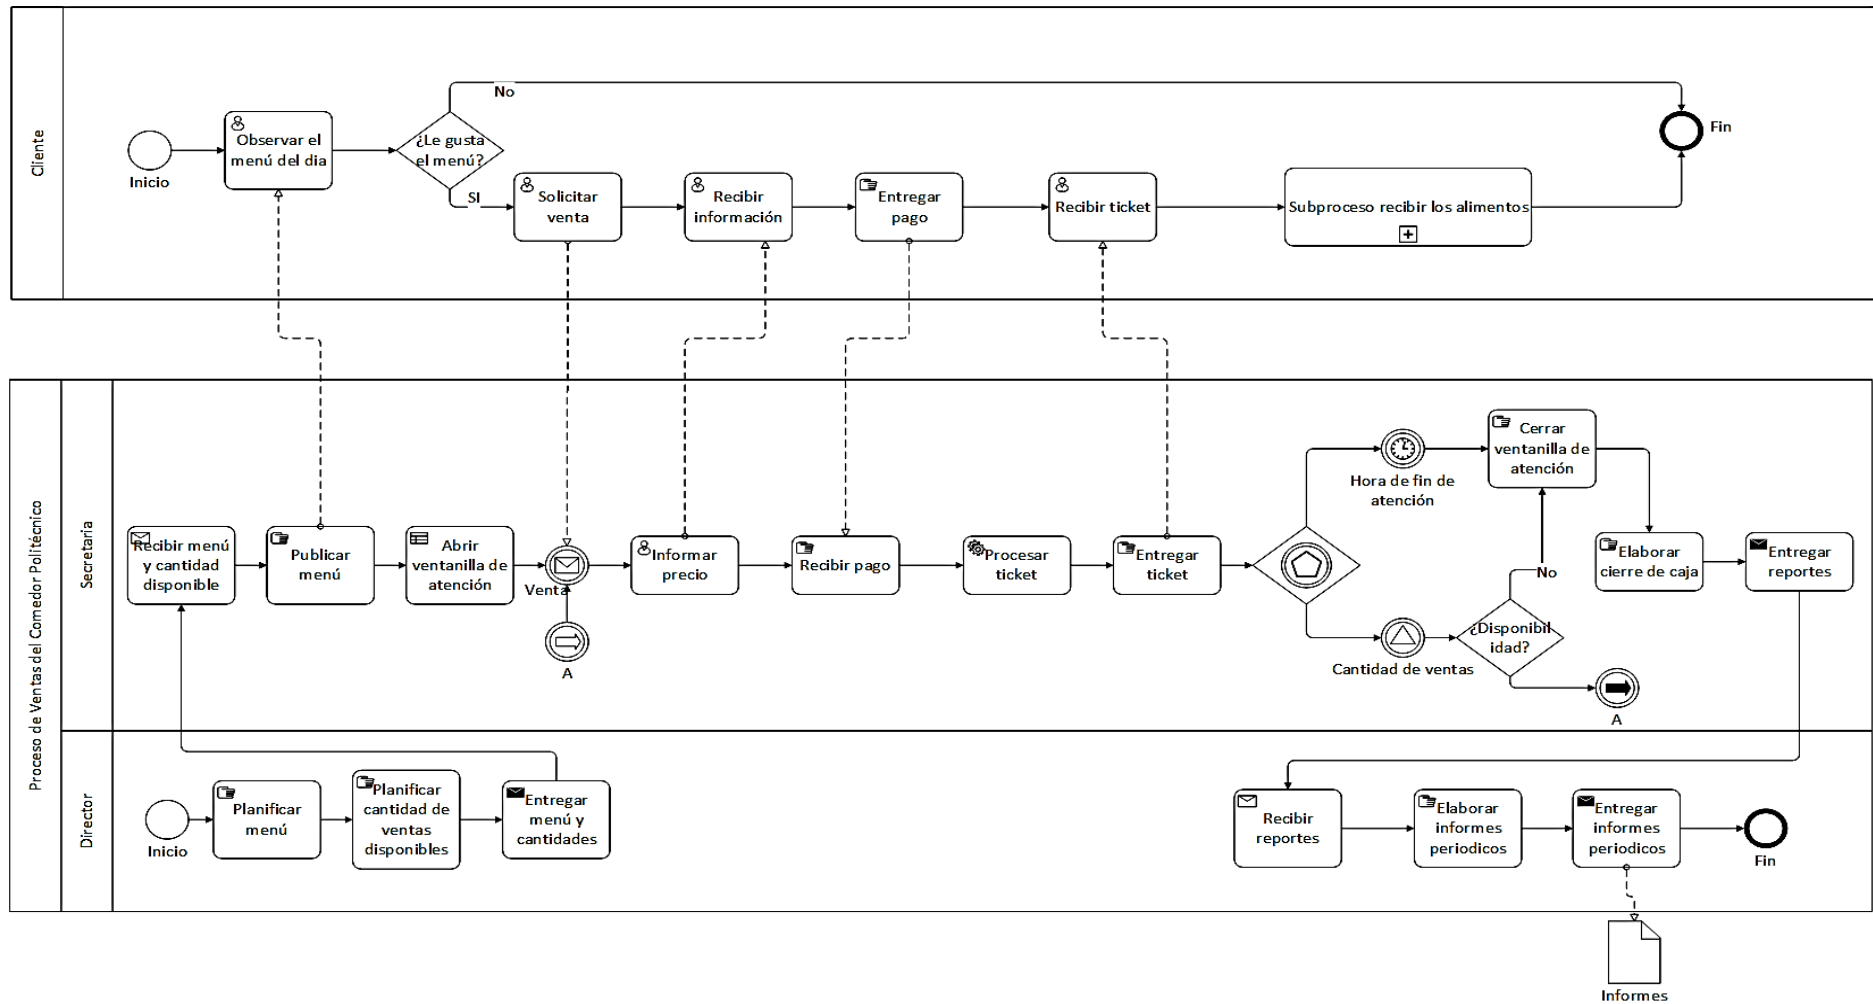 Cliente
No
Observar el
menú del dia
¿Le gusta
el menú?
Inicio
Fin
SI
Solicitar
venta
Recibir
información
Entregar
pago
Recibir ticket
Subproceso recibir los alimentos
Proceso de Ventas del Comedor Politécnico
Secretaria
Cerrar
ventanilla de
atención
Hora de fin de
atención
Recibir menú
y cantidad
disponible
Publicar
menú
Abrir
ventanilla de
atención
Venta
Informar
precio
Recibir pago
Procesar
ticket
Entregar
ticket
No
Elaborar
cierre de caja
Entregar
reportes
¿Disponibil
idad?
Cantidad de ventas
A
A
Director
Inicio
Planificar
menú
Planificar
cantidad de
ventas
disponibles
Entregar
menú y
cantidades
Recibir
reportes
Elaborar
informes
periodicos
Entregar
informes
periodicos
Fin
Informes